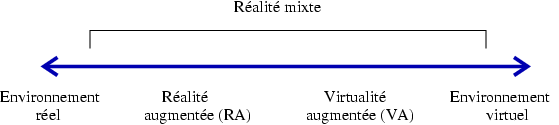 Réalité mixte
Environnement
réel
Réalité
augmentée (RA)
Virtualité
augmentée (VA)
Environnement
virtuel